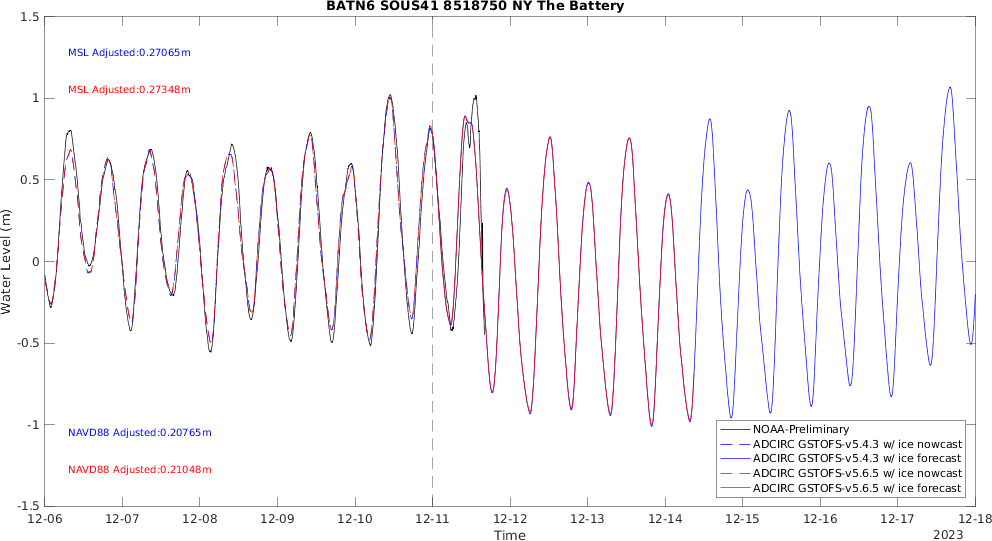 BATN6 SOUS41 8518750 NY The Battery
1.5
MSL Adjusted:0.27065m
MSL Adjusted:0.27348m
1
0.5
0
-0.5
-1
-1.5
Water Level (m)
NAVD88 Adjusted:0.20765m
NAVD88 Adjusted:0.21048m
NOAA-Preliminary
ADCIRC GSTOFS-v5.4.3 w/ ice nowcast
ADCIRC GSTOFS-v5.4.3 w/ ice forecast
ADCIRC GSTOFS-v5.6.5 w/ ice nowcast
ADCIRC GSTOFS-v5.6.5 w/ ice forecast
12-06 12-07 12-08 12-09 12-10 12-11 12-12 12-13 12-14 12-15 12-16 12-17 12-18
Time
2023